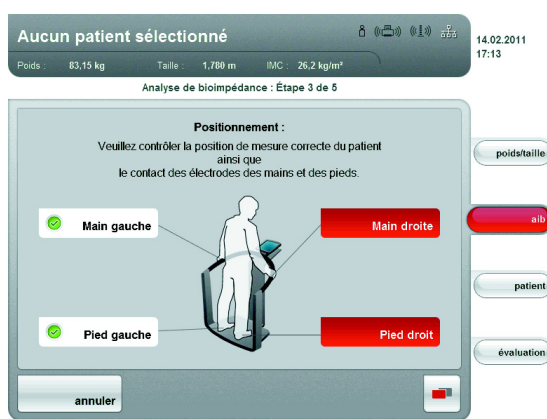 Aucun patient sélectionné
14.02.2011
17:13
Poids : 83,15 kg Taille : 1,780 m IMC : 26,2 kg/m²
Analyse de bioimpédance : Étape 3 de 5
Positionnement :
Veuillez contrôler la position de mesure correcte du patient
ainsi que
le contact des électrodes des mains et des pieds.
poids/taille
Main gauche
Main droite
aib
patient
Pied gauche
Pied droit
évaluation
annuler